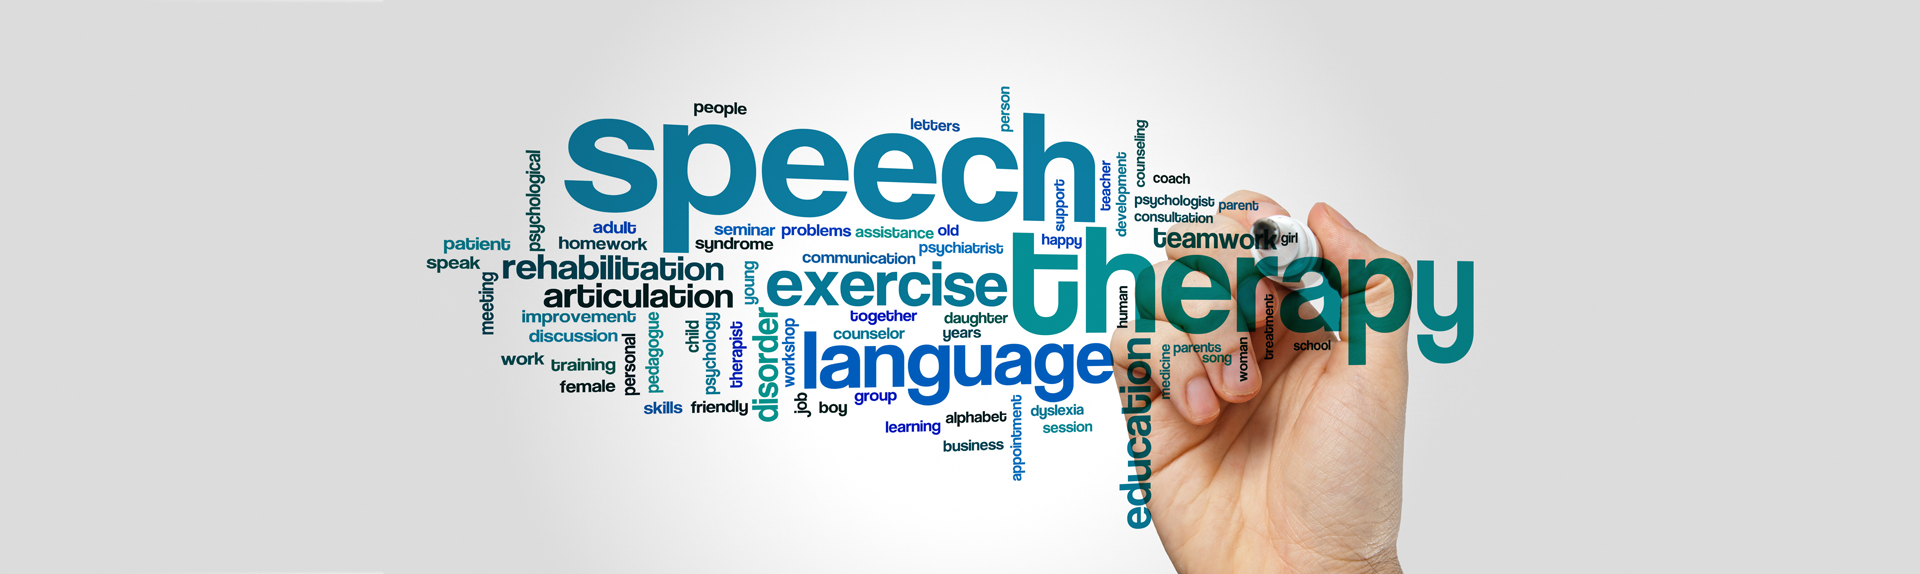 people
letters
person
speech
psychological
support
teacher
development
counseling
coach
psychologist
parent
consultation
adult
seminar
problems
assistance
old
happy
teamwork
girl
patient
homework
syndrome
psychiatrist
speak
rehabilitation
communication
therapy
meeting
articulation
young
exercise
human
treatment
improvement
together
daughter
discussion
personal
pedagogue
child
psychology
therapist
disorder
workshop
counselor
years
language
education
medicine
parents
song
woman
school
work
training
female
skills
friendly
job
boy
group
learning
alphabet
appointment
dyslexia
session
business